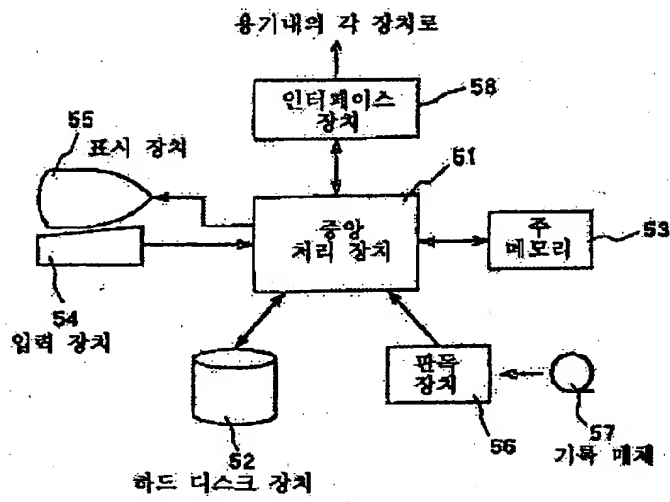 용기내의 각 장치로
인터페이스
장치
58
55
표시 장치
51
중앙
처리 장치
주
메모리
53
54
입력 장치
판독
장치
56
57
기록 매체
52
하드 디스크 장치